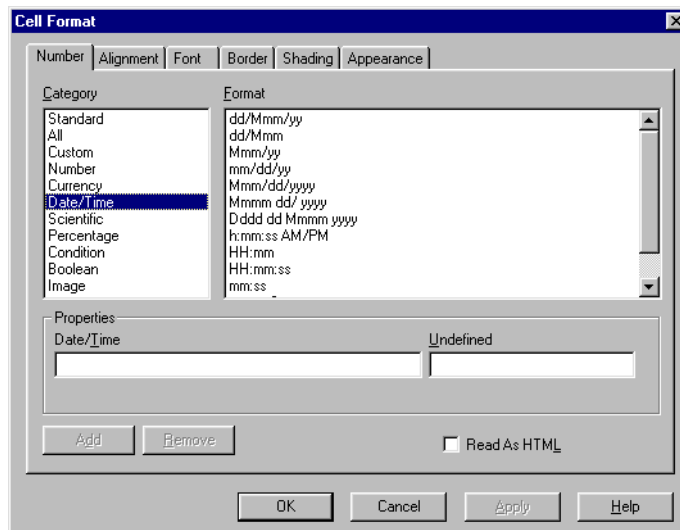 Cell Format
Number Alignment Font Border Shading Appearance
Category
Standard
All
Custom
Number
Currency
Date/Time
Scientific
Percentage
Condition
Boolean
Image
Format
dd/Mmm/yy
dd/Mmm
Mmm/yy
mm/dd/yy
Mmm/dd/yyyy
Mmmm dd/ yyyy
Dddd dd Mmmm yyyy
h:mm:ss AM/PM
HH:mm
HH:mm:ss
mm:ss
Properties
Date/Time Undefined
Add Remove Read As HTML
OK Cancel Apply Help